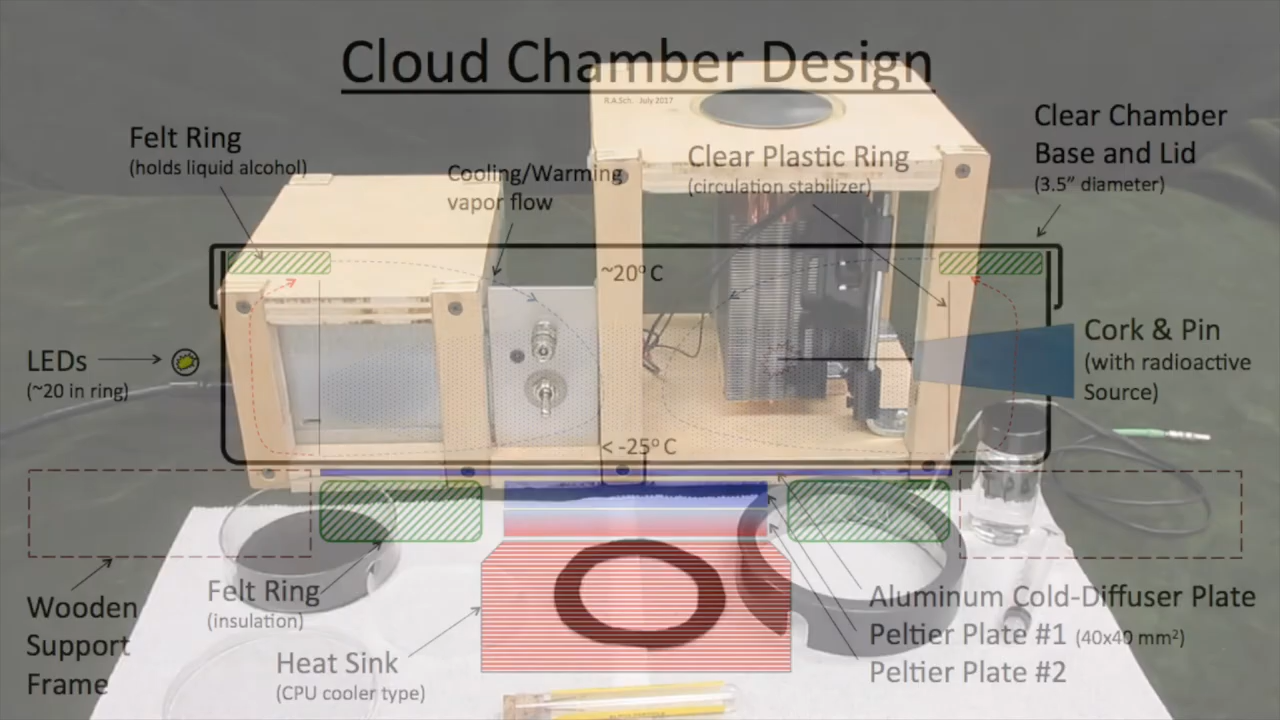 Cloud Chamber Design
R.A.Sch. July 2017
Felt Ring
(holds liquid alcohol)
Cooling/Warming
vapor flow
Clear Plastic Ring
(circulation stabilizer)
Clear Chamber
Base and Lid
(3.5” diameter)
~20° C
LEDs
(~20 in ring)
Cork & Pin
(with radioactive
Source)
< -25° C
Wooden
Support
Frame
Felt Ring
(insulation)
Heat Sink
(CPU cooler type)
Aluminum Cold-Diffuser Plate
Peltier Plate #1 (40x40 mm²)
Peltier Plate #2